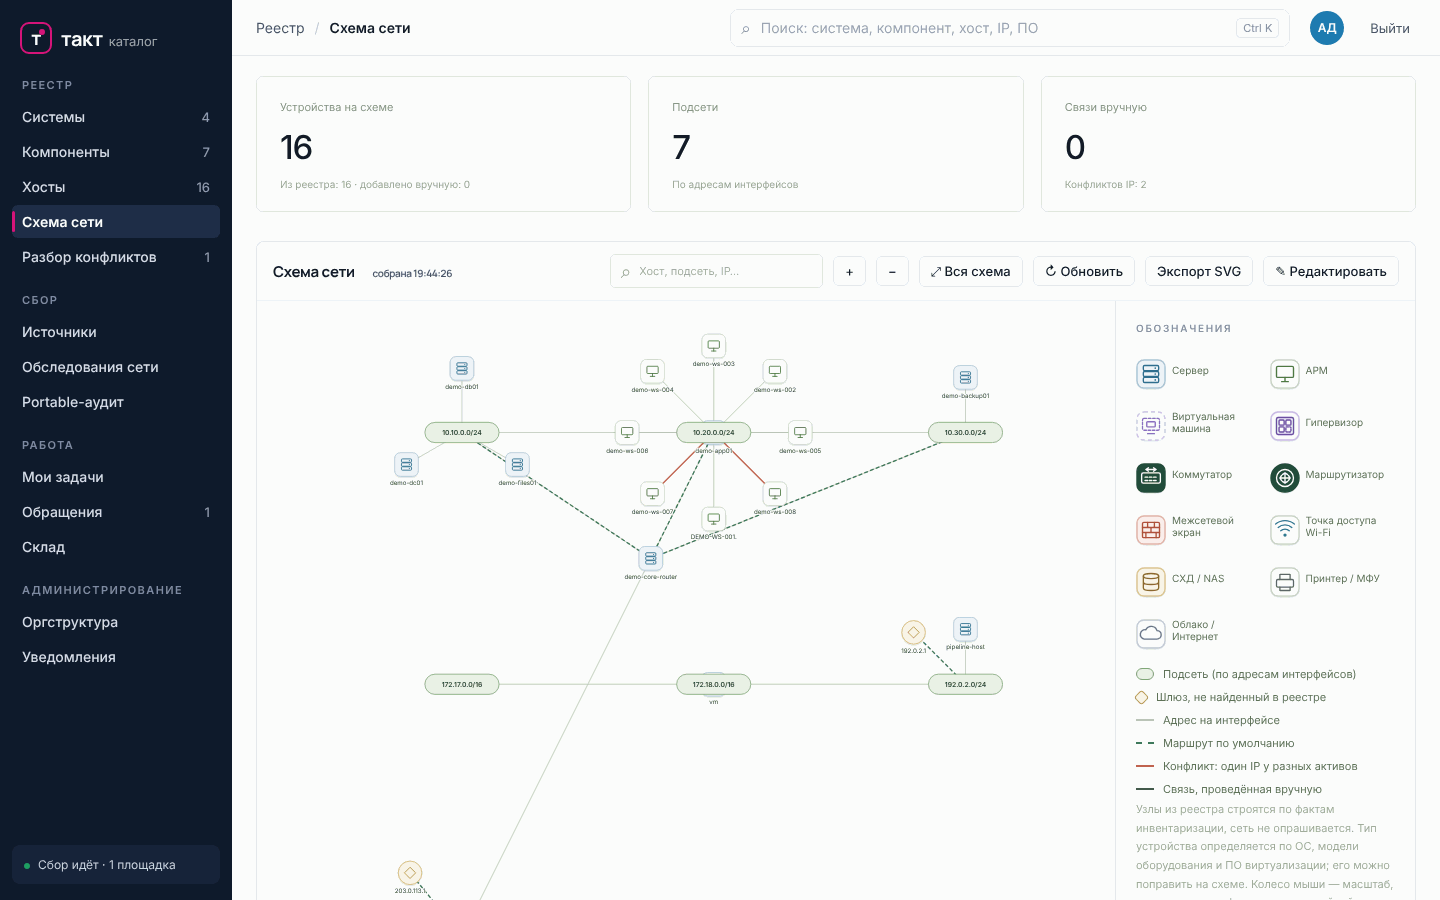 т такт каталог
РЕЕСТР
Системы 4
Компоненты 7
Хосты 16
Схема сети
Разбор конфликтов 1
СБОР
Источники
Обследования сети
Portable-аудит
РАБОТА
Мои задачи
Обращения 1
Склад
АДМИНИСТРИРОВАНИЕ
Оргструктура
Уведомления
Сбор идёт · 1 площадка
Реестр / Схема сети
Поиск: система, компонент, хост, IP, ПО
Ctrl K
АД
Выйти
Устройства на схеме
16
Из реестра: 16 · добавлено вручную: 0
Подсети
7
По адресам интерфейсов
Связи вручную
0
Конфликтов IP: 2
Схема сети собрана 19:44:26
Хост, подсеть, IP...
+
−
⤢ Вся схема
↻ Обновить
Экспорт SVG
✎ Редактировать
demo-ws-003
demo-db01
demo-ws-004
demo-ws-002
demo-backup01
10.10.0.0/24
10.20.0.0/24
10.30.0.0/24
demo-ws-006
demo-app01
demo-ws-005
demo-dc01
demo-files01
demo-ws-007
demo-ws-008
DEMO-WS-001
demo-core-router
192.0.2.1
pipeline-host
172.17.0.0/16
172.18.0.0/16
192.0.2.0/24
vm
203.0.113.1
ОБОЗНАЧЕНИЯ
Сервер
АРМ
Виртуальная
машина
Гипервизор
Коммутатор
Маршрутизатор
Межсетевой
экран
Точка доступа
Wi-Fi
СХД / NAS
Принтер / МФУ
Облако /
Интернет
Подсеть (по адресам интерфейсов)
Шлюз, не найденный в реестре
Адрес на интерфейсе
Маршрут по умолчанию
Конфликт: один IP у разных активов
Связь, проведённая вручную
Узлы из реестра строятся по фактам
инвентаризации, сеть не опрашивается. Тип
устройства определяется по ОС, модели
оборудования и ПО виртуализации; его можно
поправить на схеме. Колесо мыши — масштаб,